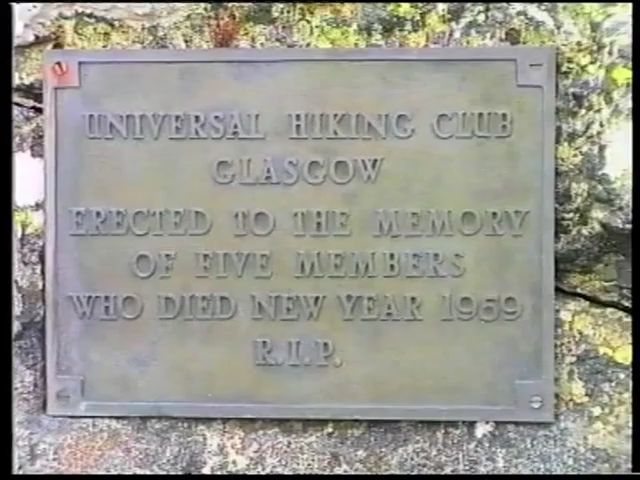 UNIVERSAL HIKING CLUB
GLASGOW
ERECTED TO THE MEMORY
OF FIVE MEMBERS
WHO DIED NEW YEAR 1959
R.I.P.